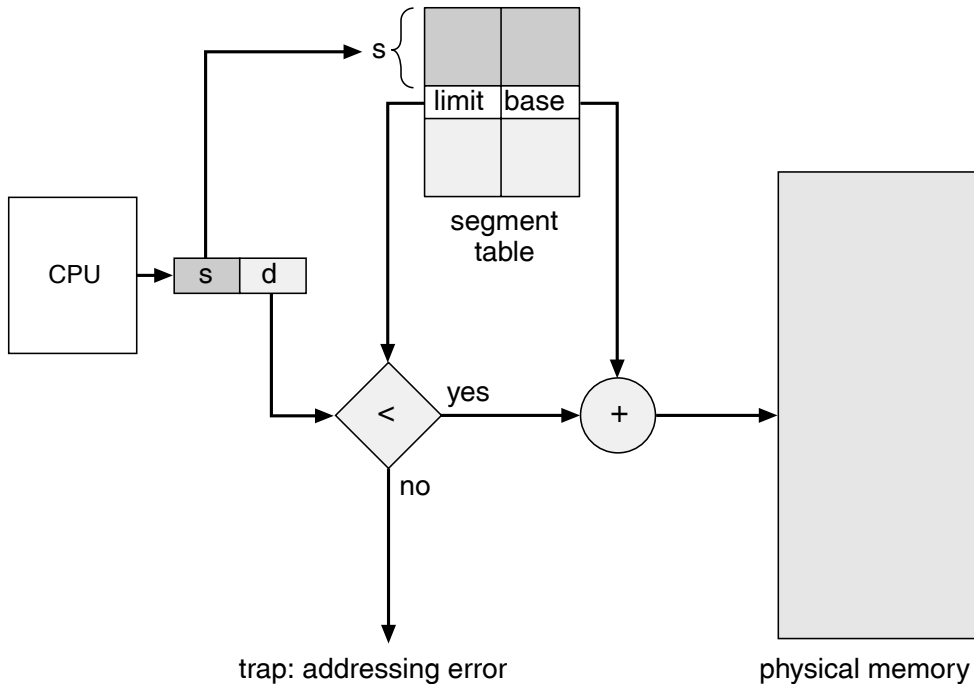 s
limit base
segment
table
CPU
s d
<
yes
+
no
trap: addressing error
physical memory